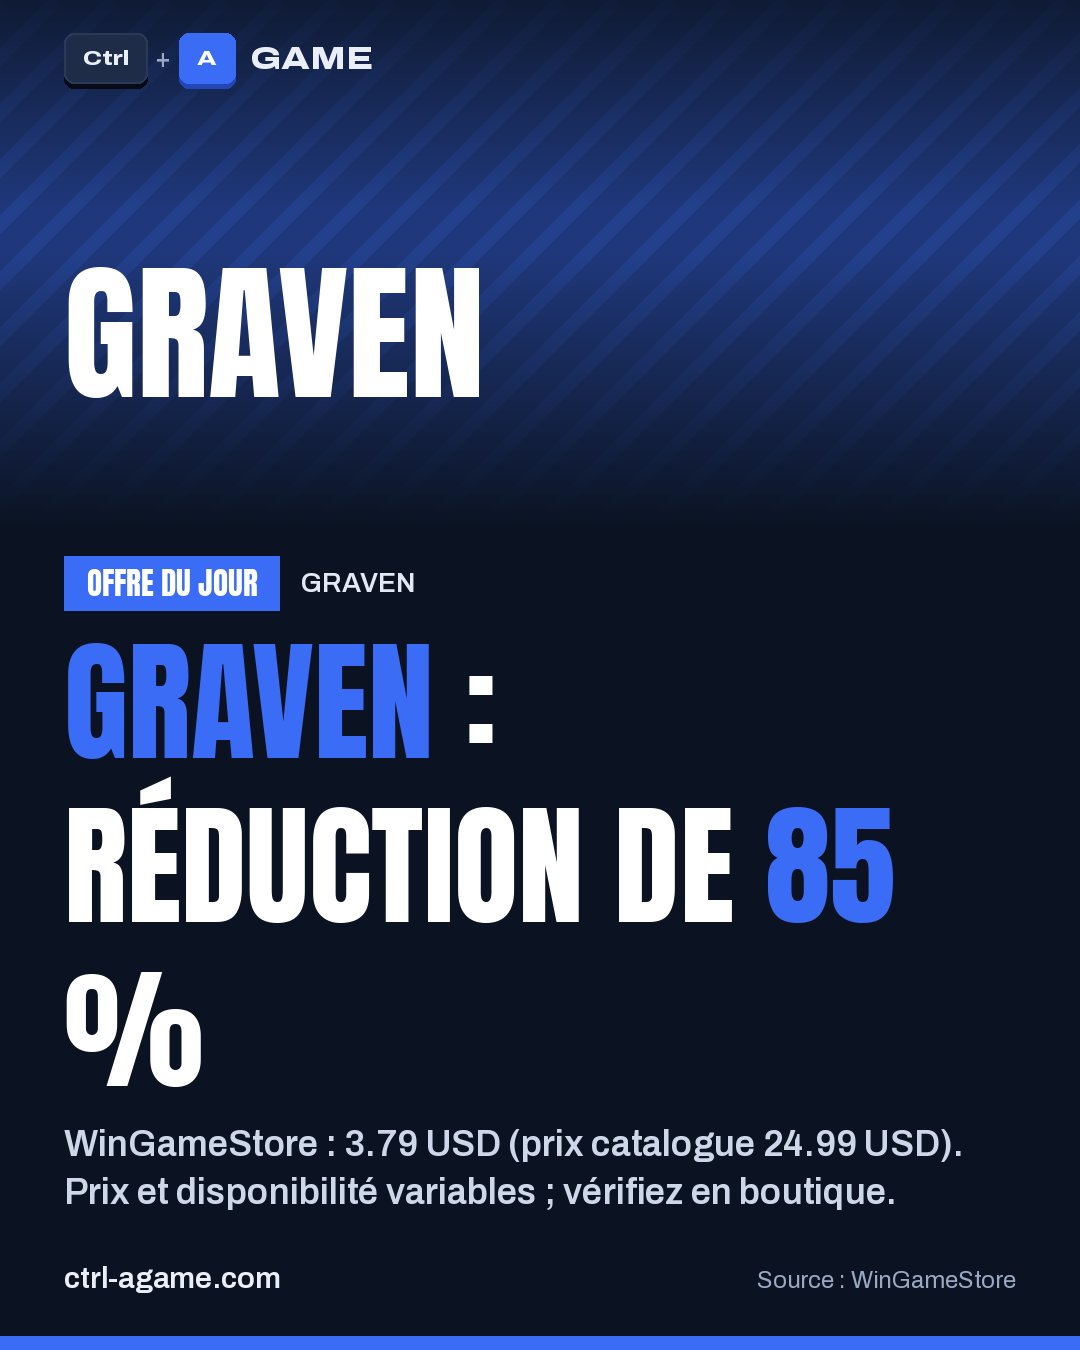 Ctrl + A GAME
GRAVEN
OFFRE DU JOUR GRAVEN
GRAVEN :
RÉDUCTION DE 85
%
WinGameStore : 3.79 USD (prix catalogue 24.99 USD).
Prix et disponibilité variables ; vérifiez en boutique.
ctrl-agame.com Source : WinGameStore